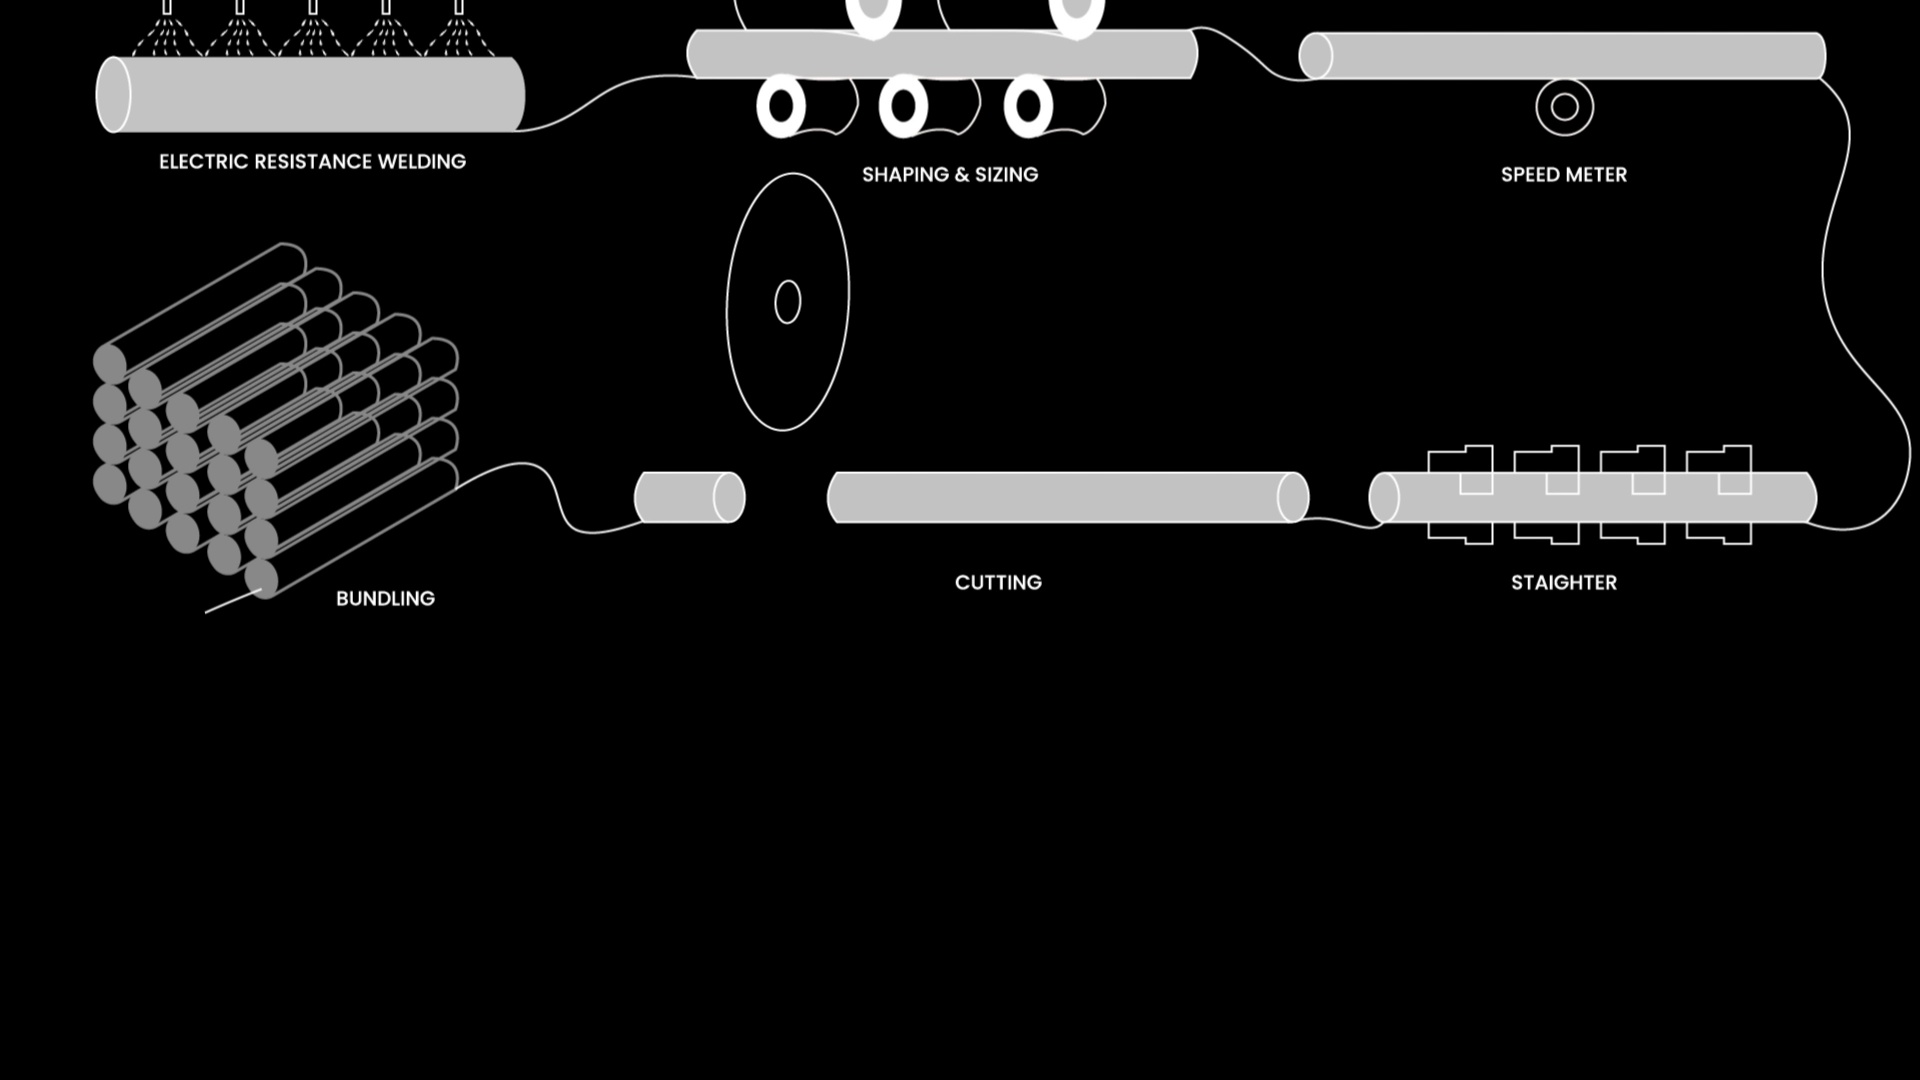 ELECTRIC RESISTANCE WELDING
SHAPING & SIZING
SPEED METER
BUNDLING
CUTTING
STAIGHTER